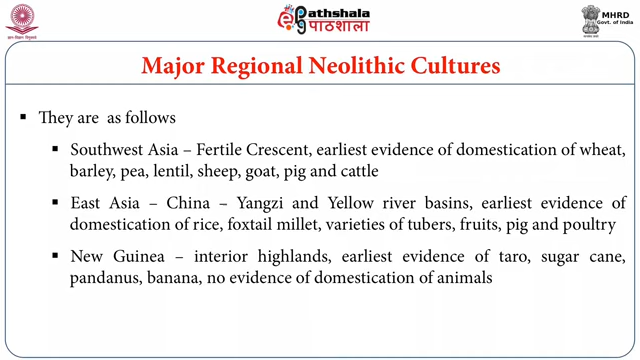 Pathshala
पाठशाला
MHRD
Govt. of India
Major Regional Neolithic Cultures
They are as follows
Southwest Asia – Fertile Crescent, earliest evidence of domestication of wheat,
barley, pea, lentil, sheep, goat, pig and cattle
East Asia – China – Yangzi and Yellow river basins, earliest evidence of
domestication of rice, foxtail millet, varieties of tubers, fruits, pig and poultry
New Guinea – interior highlands, earliest evidence of taro, sugar cane,
pandanus, banana, no evidence of domestication of animals